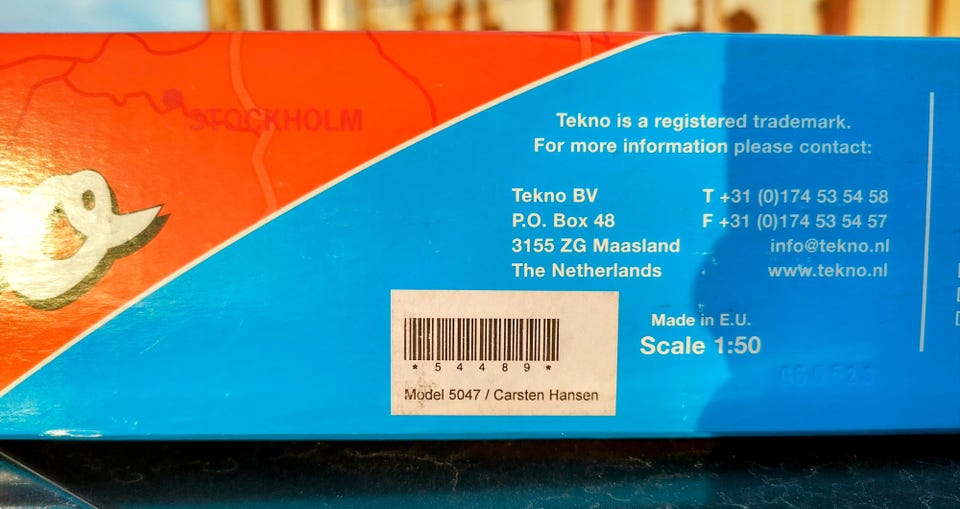 STOCKHOLM
Tekno is a registered trademark.
For more information please contact:
Tekno BV
P.O. Box 48
3155 ZG Maasland
The Netherlands
T +31 (0)174 53 54 58
F +31 (0)174 53 54 57
info@tekno.nl
www.tekno.nl
Made in E.U.
Scale 1:50
* 5 4 4 8 9 *
Model 5047 / Carsten Hansen